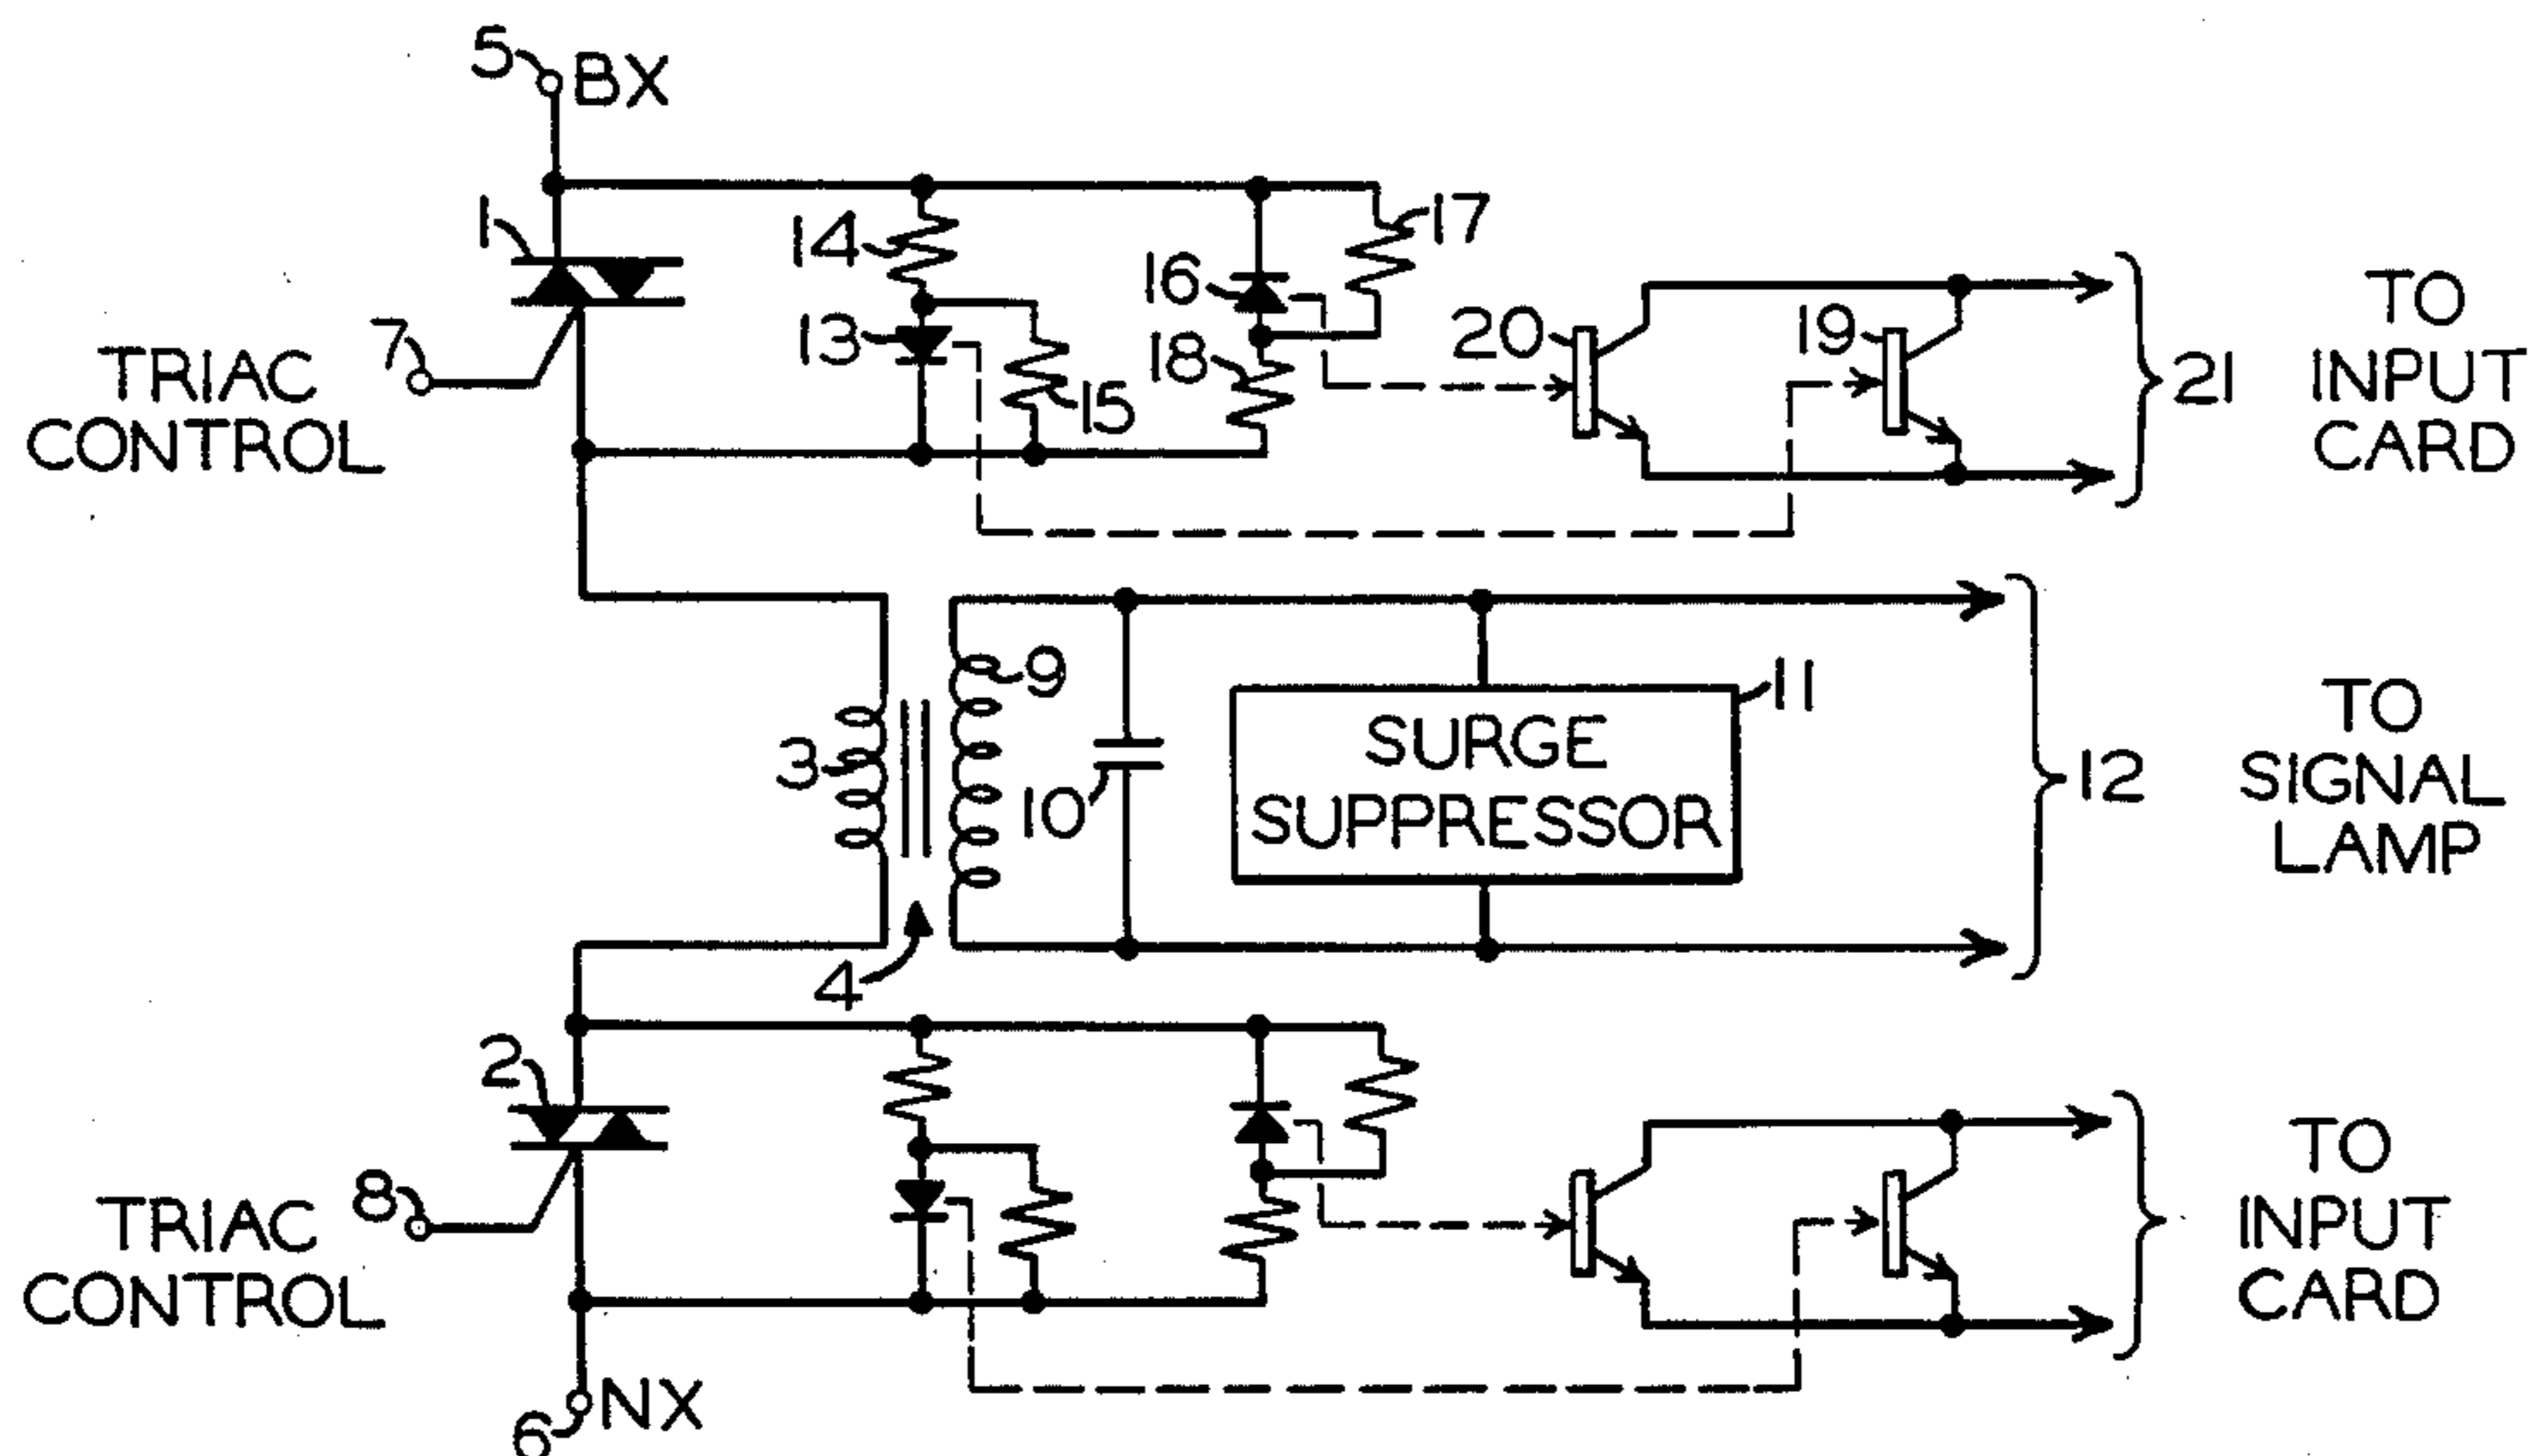 5 BX
1
14
17
16
13
18
15
20
19
21
TO
INPUT
CARD
7
TRIAC
CONTROL
3
9
10
SURGE
SUPPRESSOR
11
12
TO
SIGNAL
LAMP
4
2
8
TRIAC
CONTROL
6 NX
TO
INPUT
CARD